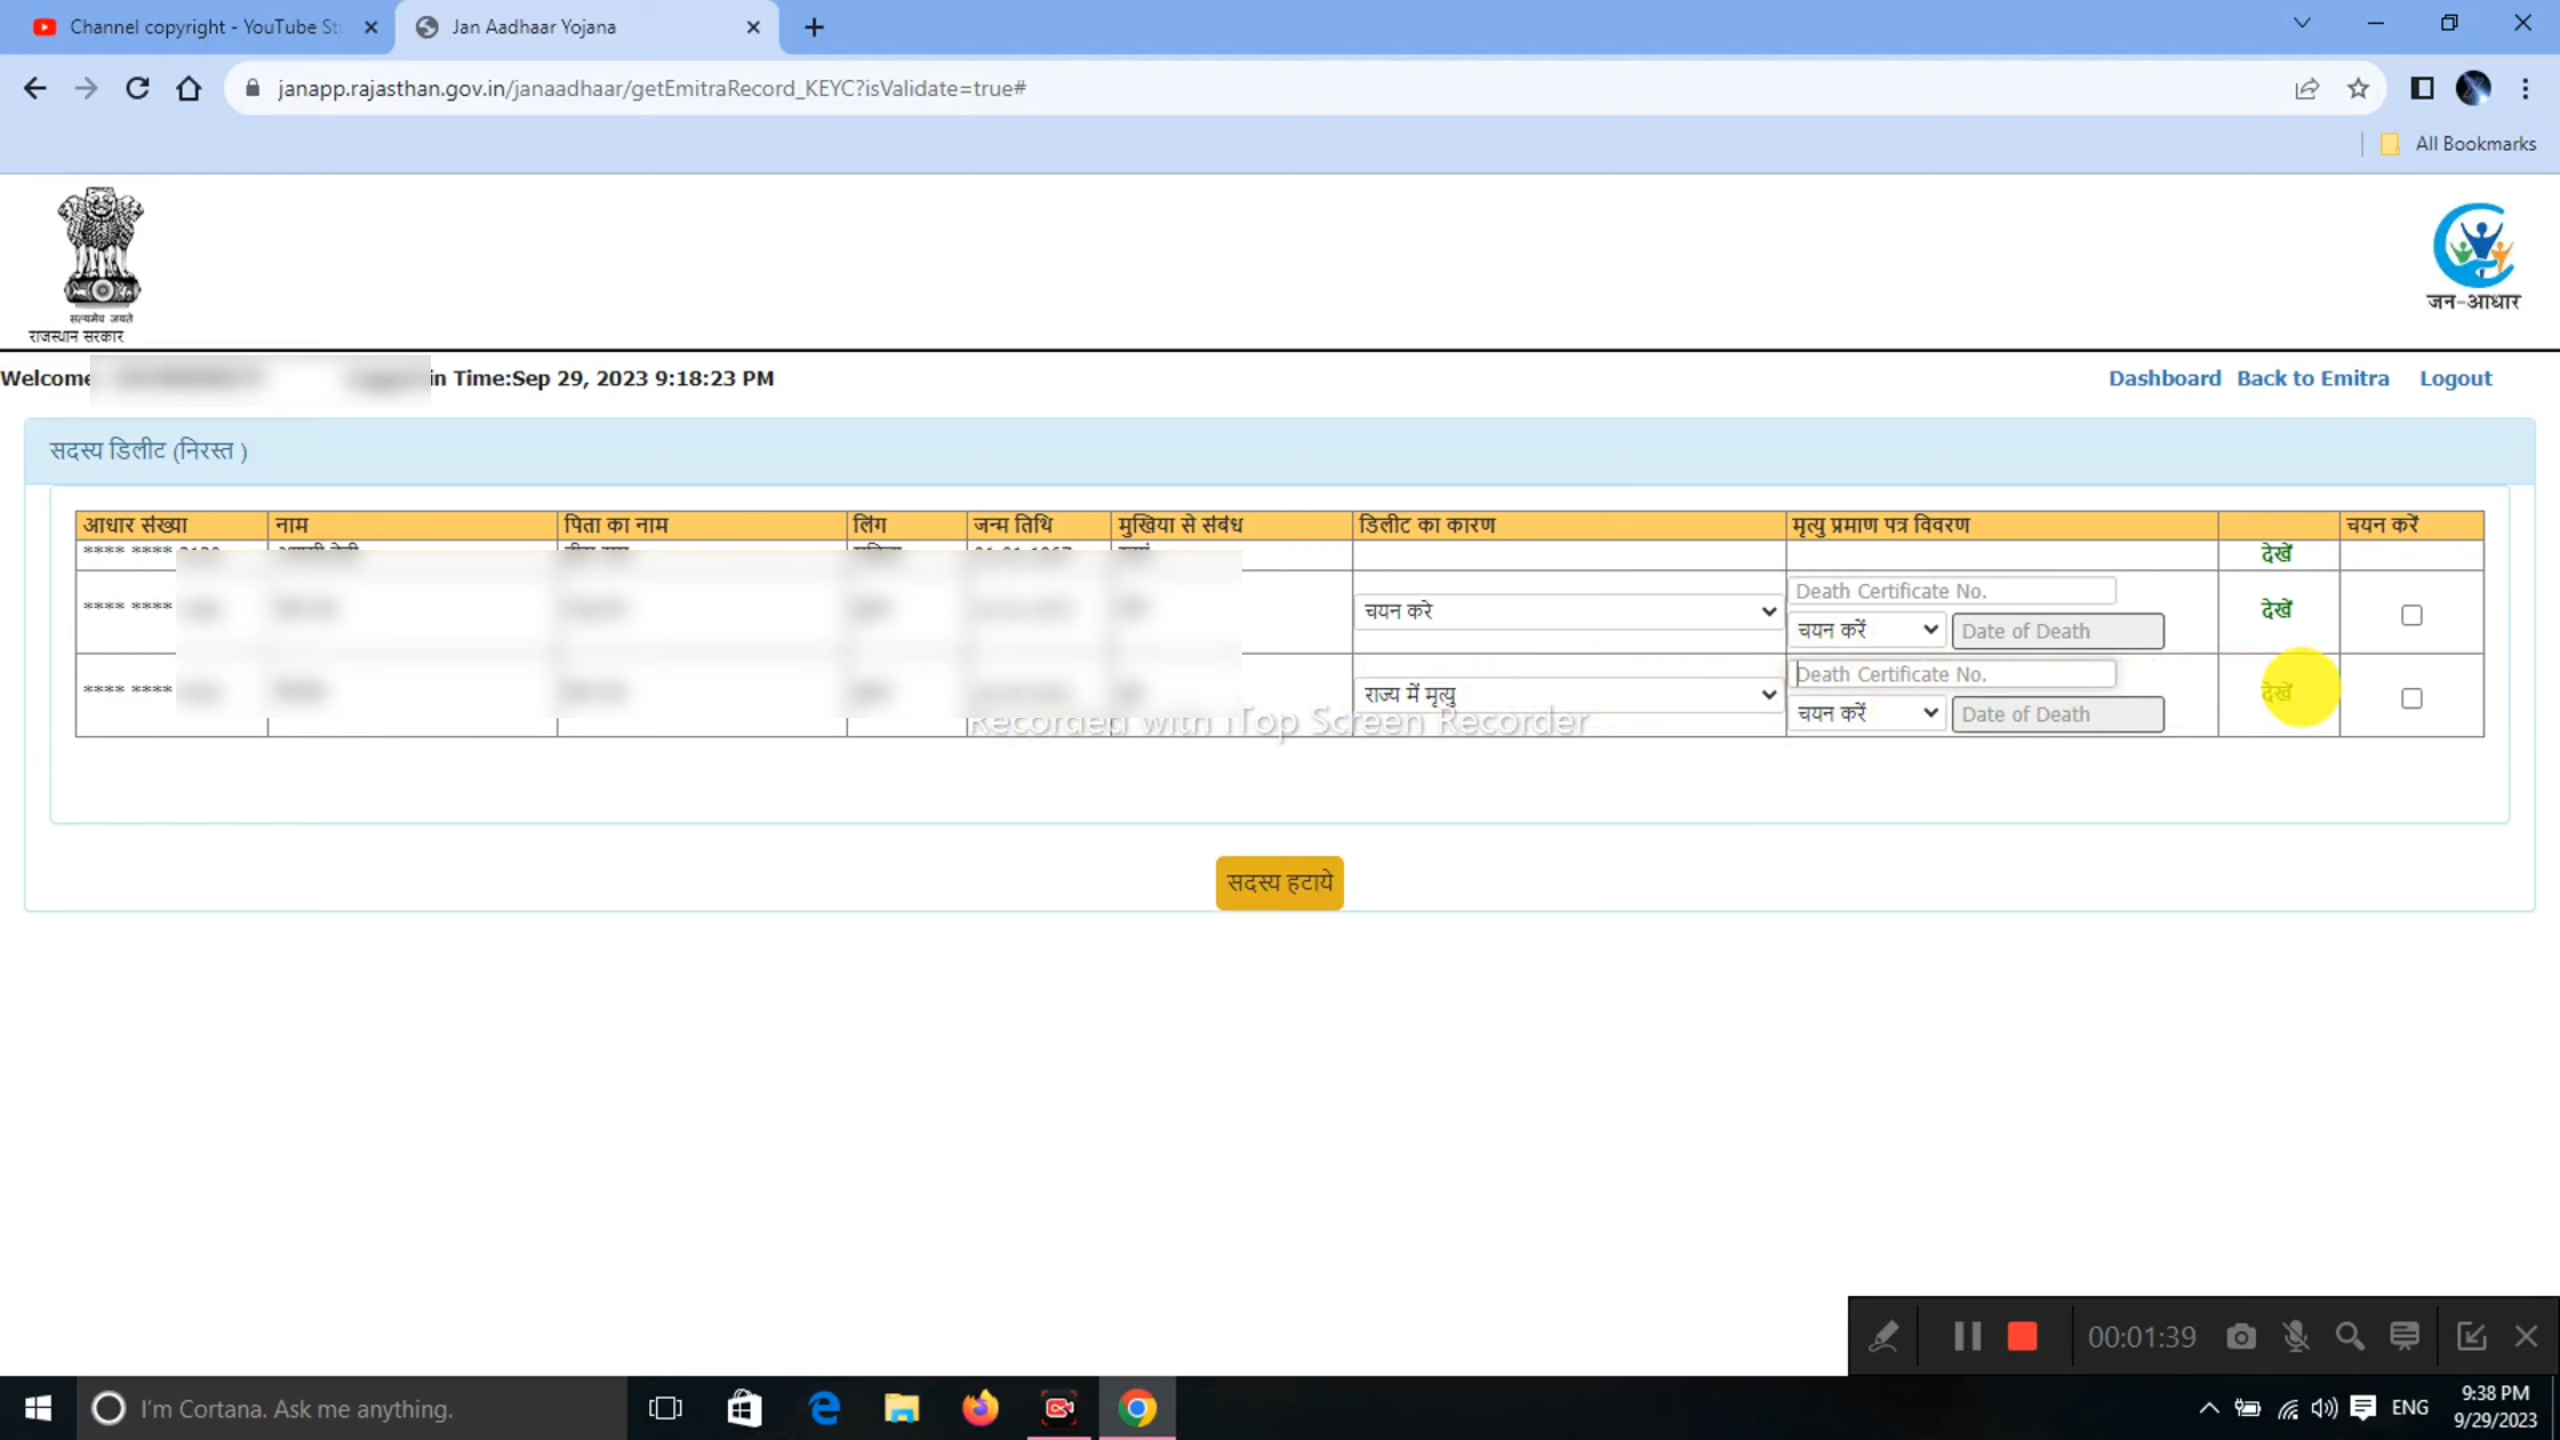 Channel copyright - YouTube St
Jan Aadhaar Yojana
janapp.rajasthan.gov.in/janaadhaar/getEmitraRecord_KEYC?isValidate=true#
All Bookmarks
सत्यमेव जयते
राजस्थान सरकार
जन-आधार
Welcome in Time:Sep 29, 2023 9:18:23 PM
Dashboard Back to Emitra Logout
सदस्य डिलीट (निरस्त )
आधार संख्या नाम पिता का नाम लिंग जन्म तिथि मुखिया से संबंध डिलीट का कारण मृत्यु प्रमाण पत्र विवरण चयन करें
**** **** देखें
**** **** चयन करे Death Certificate No. देखें
चयन करें Date of Death
**** **** राज्य में मृत्यु Death Certificate No. देखें
चयन करें Date of Death
Recorded with iTop Screen Recorder
सदस्य हटाये
00:01:39
I'm Cortana. Ask me anything.
ENG
9:38 PM
9/29/2023